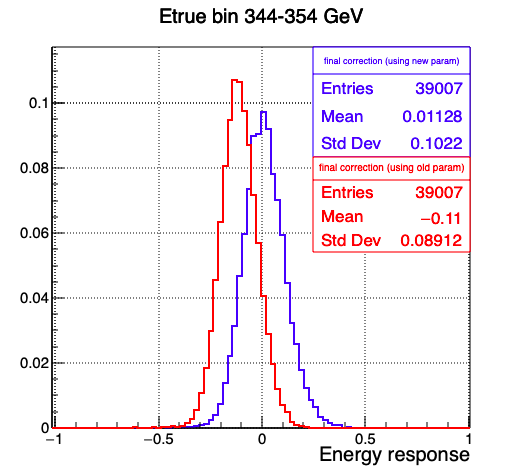 Etrue bin 344-354 GeV
final correction (using new param)
Entries 39007
Mean 0.01128
Std Dev 0.1022
final correction (using old param)
Entries 39007
Mean −0.11
Std Dev 0.08912
0.1
0.08
0.06
0.04
0.02
0
−1 −0.5 0 0.5 1
Energy response